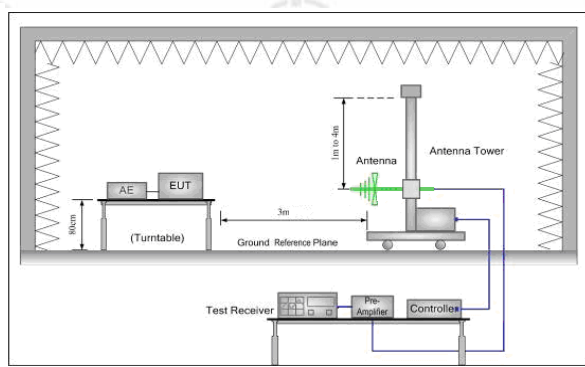 1m to 4m
Antenna
Antenna Tower
AE
EUT
80cm
(Turntable)
3m
Ground Reference Plane
Test Receiver
Pre-
Amplifier
Controller